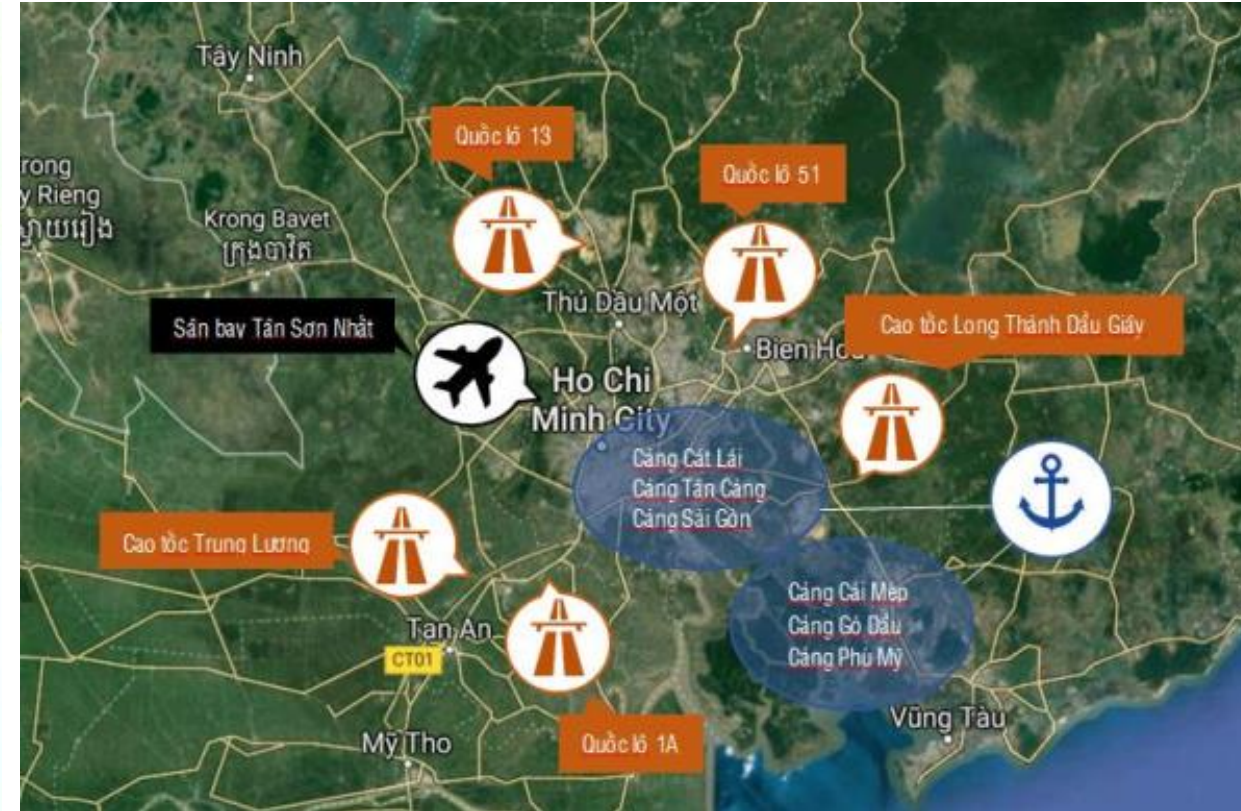 Tây Ninh
Quốc lộ 13
Quốc lộ 51
rong
y Rieng
ស្វាយរៀង
Krong Bavet
ក្រុងបាវិត
Sân bay Tân Sơn Nhất
Thủ Dầu Một
Cao tốc Long Thành Dầu Giây
Bien Hoa
Ho Chi
Minh City
Cảng Cát Lái
Cảng Tân Cảng
Cảng Sài Gòn
Cao tốc Trung Lương
Cảng Cái Mép
Cảng Gò Dầu
Cảng Phú Mỹ
Tan An
CT01
Vũng Tàu
Mỹ Tho
Quốc lộ 1A